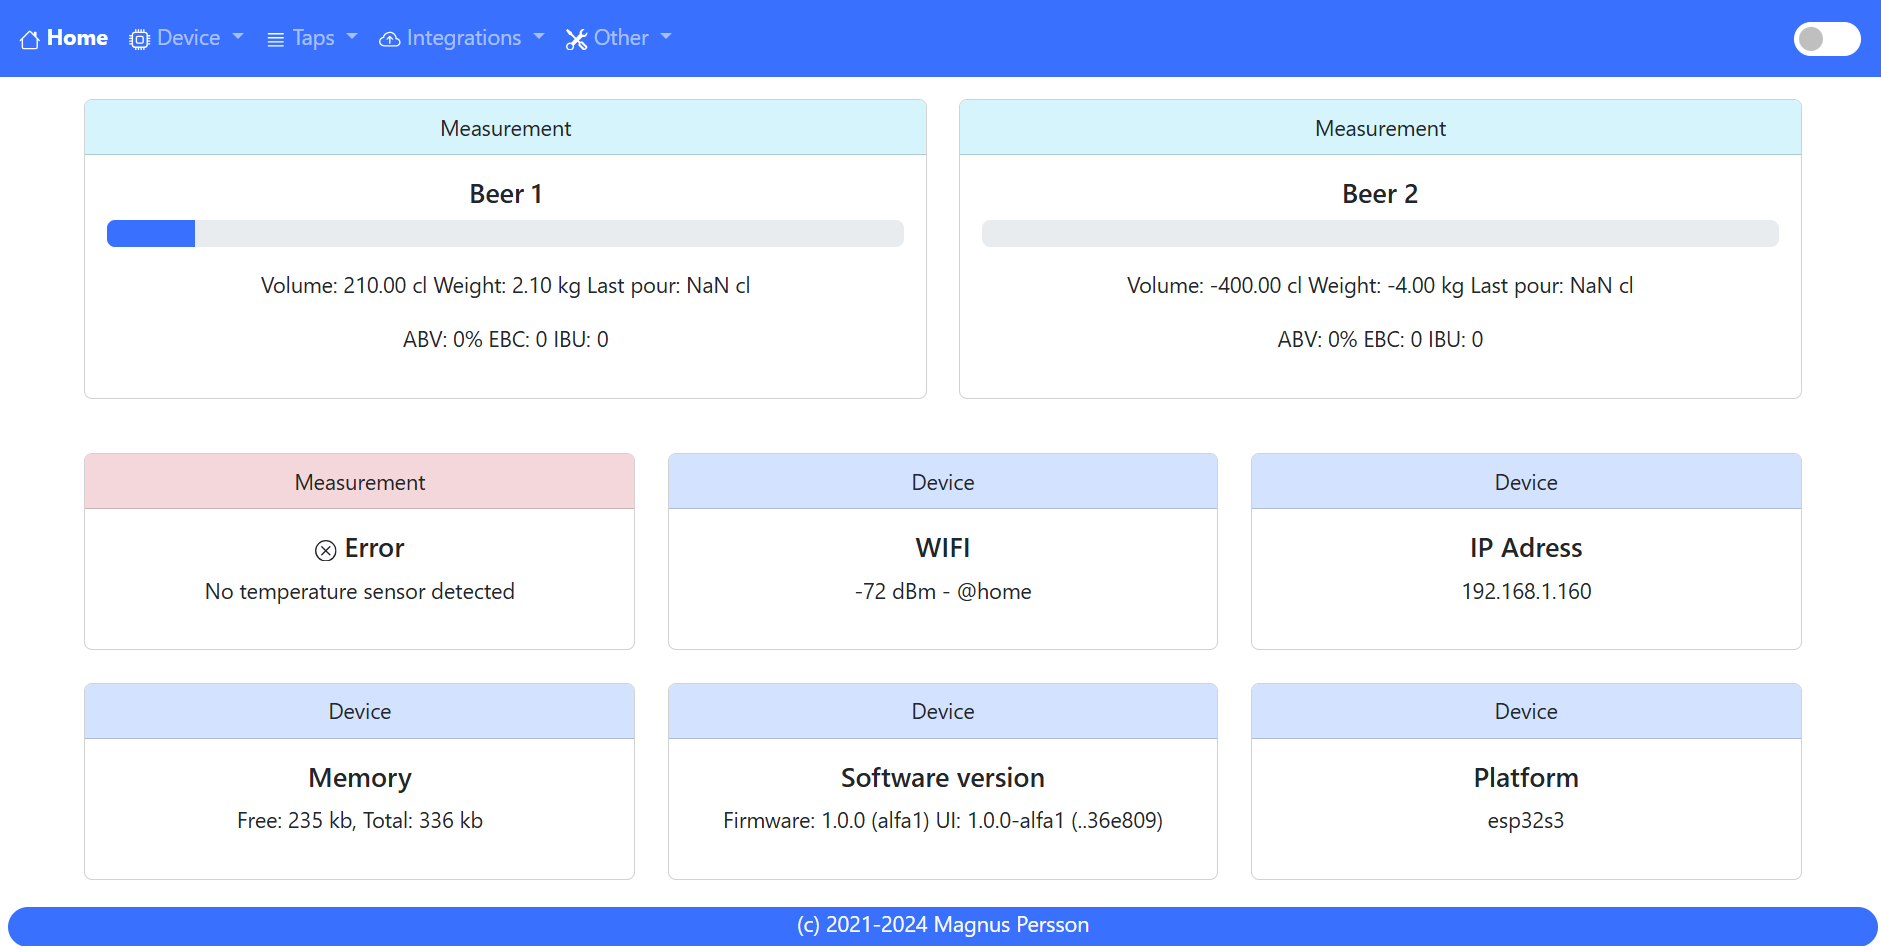 Home Device Taps Integrations Other
Measurement
Beer 1
Volume: 210.00 cl Weight: 2.10 kg Last pour: NaN cl
ABV: 0% EBC: 0 IBU: 0
Measurement
Beer 2
Volume: -400.00 cl Weight: -4.00 kg Last pour: NaN cl
ABV: 0% EBC: 0 IBU: 0
Measurement
Error
No temperature sensor detected
Device
WIFI
-72 dBm - @home
Device
IP Adress
192.168.1.160
Device
Memory
Free: 235 kb, Total: 336 kb
Device
Software version
Firmware: 1.0.0 (alfa1) UI: 1.0.0-alfa1 (..36e809)
Device
Platform
esp32s3
(c) 2021-2024 Magnus Persson